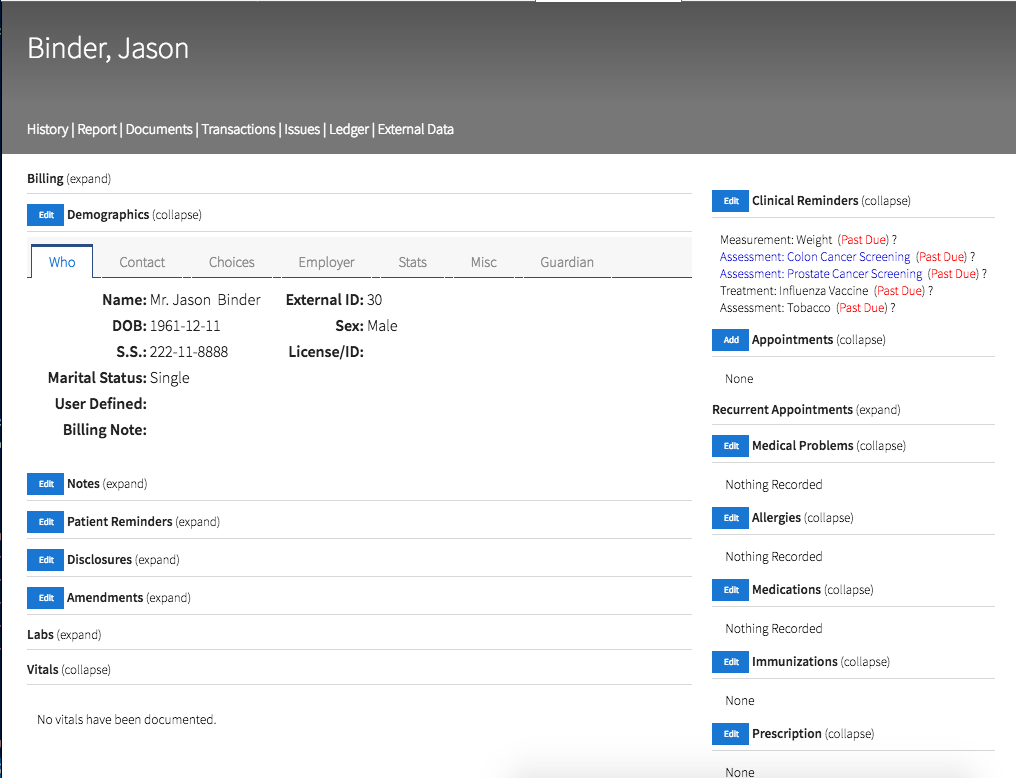 Binder, Jason
History | Report | Documents | Transactions | Issues | Ledger | External Data
Billing (expand)
Edit Demographics (collapse)
Who Contact Choices Employer Stats Misc Guardian
Name: Mr. Jason Binder External ID: 30
DOB: 1961-12-11 Sex: Male
S.S.: 222-11-8888 License/ID:
Marital Status: Single
User Defined:
Billing Note:
Edit Notes (expand)
Edit Patient Reminders (expand)
Edit Disclosures (expand)
Edit Amendments (expand)
Labs (expand)
Vitals (collapse)
No vitals have been documented.
Edit Clinical Reminders (collapse)
Measurement: Weight (Past Due) ?
Assessment: Colon Cancer Screening (Past Due) ?
Assessment: Prostate Cancer Screening (Past Due) ?
Treatment: Influenza Vaccine (Past Due) ?
Assessment: Tobacco (Past Due) ?
Add Appointments (collapse)
None
Recurrent Appointments (expand)
Edit Medical Problems (collapse)
Nothing Recorded
Edit Allergies (collapse)
Nothing Recorded
Edit Medications (collapse)
Nothing Recorded
Edit Immunizations (collapse)
None
Edit Prescription (collapse)
None